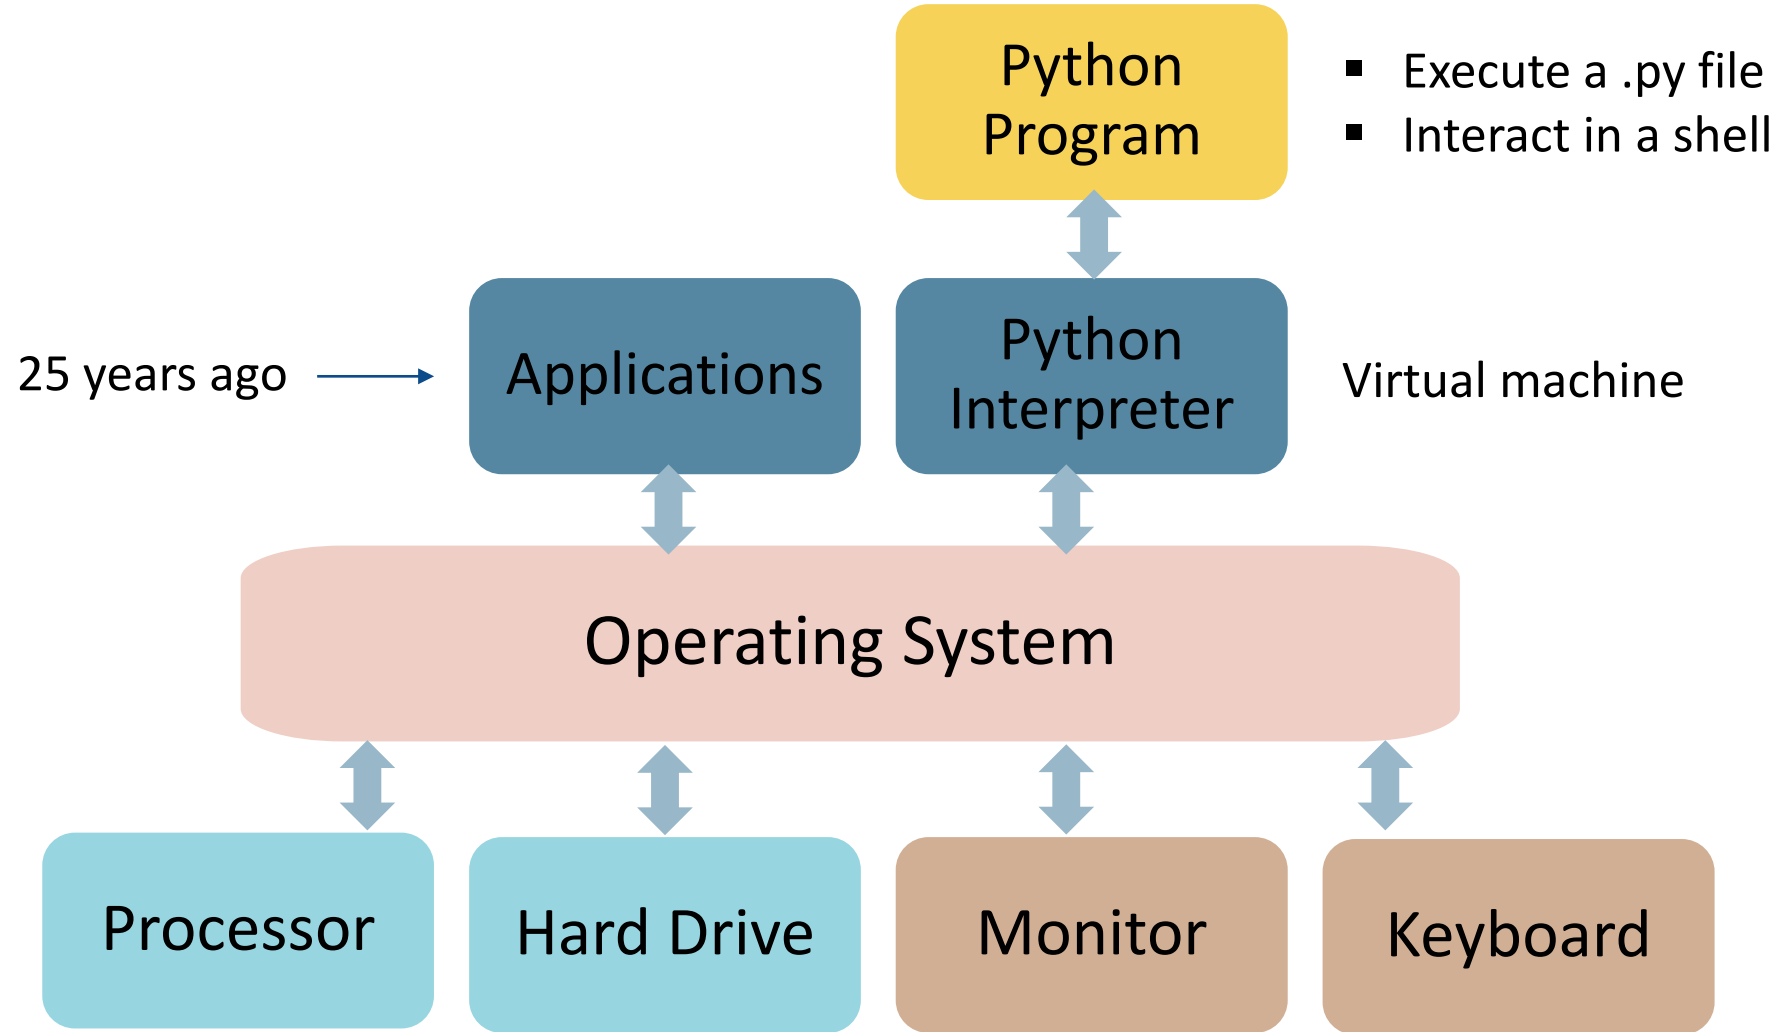 Python
Program
▪ Execute a .py file
▪ Interact in a shell
25 years ago
Applications
Python
Interpreter
Virtual machine
Operating System
Processor
Hard Drive
Monitor
Keyboard